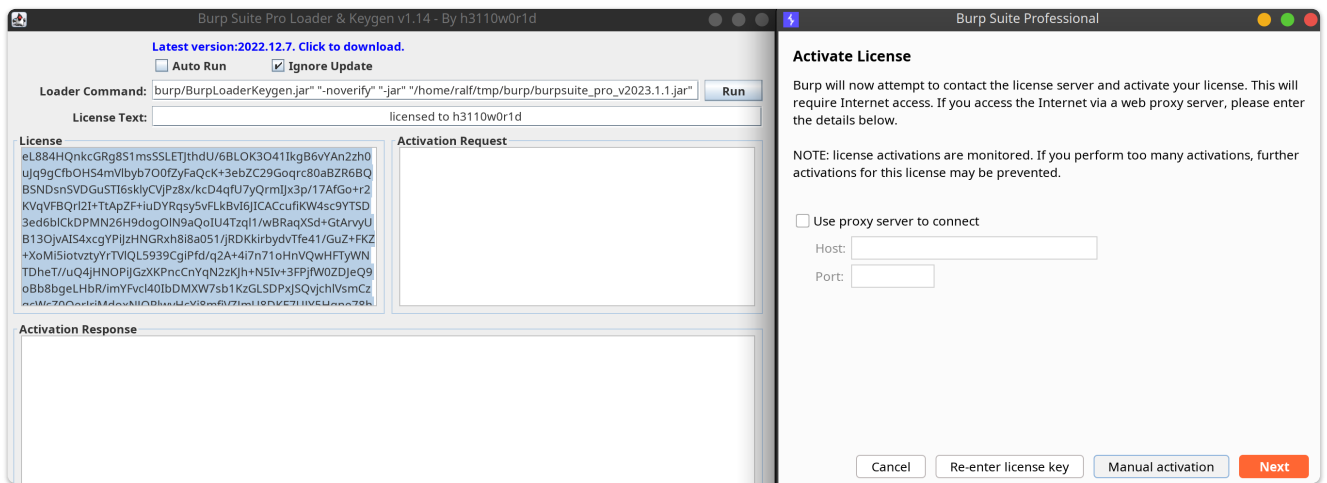 Burp Suite Pro Loader & Keygen v1.14 - By h3110w0r1d
Latest version:2022.12.7. Click to download.
Auto Run
Ignore Update
Loader Command:
burp/BurpLoaderKeygen.jar" "-noverify" "-jar" "/home/ralf/tmp/burp/burpsuite_pro_v2023.1.1.jar"
Run
License Text:
licensed to h3110w0r1d
License
eL884HQnkcGRg8S1msSSLETJthdU/6BLOK3O41IkgB6vYAn2zh0
uJq9gCfbOHS4mVlbyb7O0fZyFaQcK+3ebZC29Goqrc80aBZR6BQ
BSNDsnSVDGuSTI6sklyCVjPz8x/kcD4qfU7yQrmIJx3p/17AfGo+r2
KVqVFBQrl2I+TtApZF+iuDYRqsy5vFLkBvI6JICACcufiKW4sc9YTSD
3ed6blCkDPMN26H9dogOlN9aQoIU4Tzql1/wBRaqXSd+GtArvyU
B13OjvAIS4xcgYPiJzHNGRxh8i8a051/jRDKkirbydvTfe41/GuZ+FKZ
+XoMi5iotvztyYrTVlQL5939CgiPfd/q2A+4i7n71oHnVQwHFTyWN
TDheT//uQ4jHNOPiJGzXKPncCnYqN2zKJh+N5Iv+3FPjfW0ZDJeQ9
oBb8bgeLHbR/imYFvcl40IbDMXW7sb1KzGLSDPxJSQvjchlVsmCz
Activation Request
Activation Response
Burp Suite Professional
Activate License
Burp will now attempt to contact the license server and activate your license. This will
require Internet access. If you access the Internet via a web proxy server, please enter
the details below.
NOTE: license activations are monitored. If you perform too many activations, further
activations for this license may be prevented.
Use proxy server to connect
Host:
Port:
Cancel
Re-enter license key
Manual activation
Next